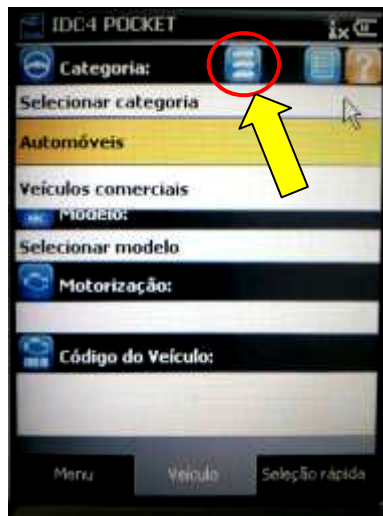 IDC4 POCKET
Categoria:
Selecionar categoria
Automóveis
Veículos comerciais
Modelo:
Selecionar modelo
Motorização:
Código do Veículo:
Menu Veículo Seleção rápida